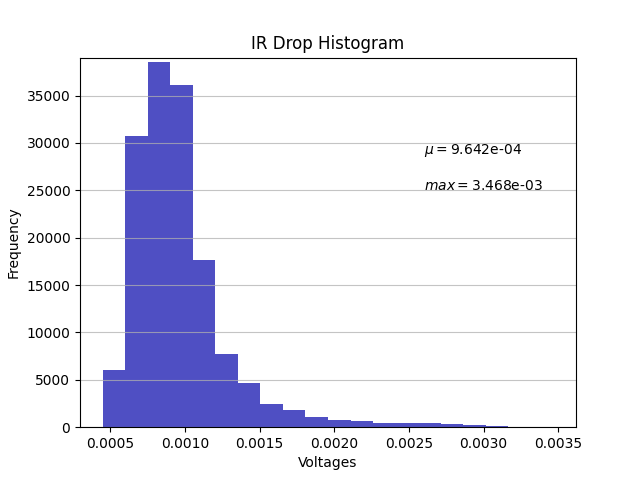 IR Drop Histogram
35000
30000
25000
20000
15000
10000
5000
0
Frequency
μ = 9.642e-04
max = 3.468e-03
0.0005 0.0010 0.0015 0.0020 0.0025 0.0030 0.0035
Voltages